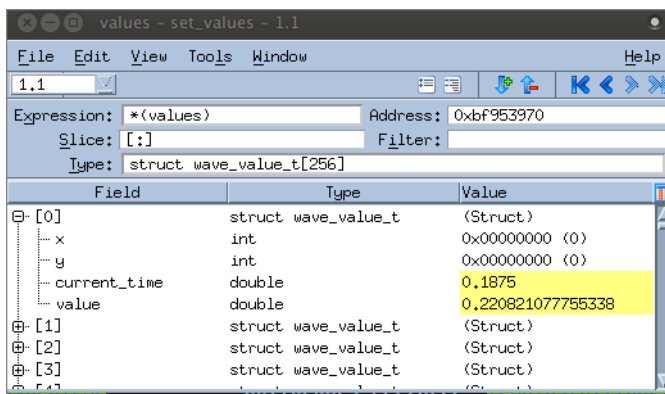 values - set_values - 1.1
File Edit View Tools Window Help
1.1
Expression: *(values) Address: 0xbf953970
Slice: [:] Filter:
Type: struct wave_value_t[256]
Field Type Value
[0] struct wave_value_t (Struct)
x int 0x00000000 (0)
y int 0x00000000 (0)
current_time double 0.1875
value double 0.220821077755338
[1] struct wave_value_t (Struct)
[2] struct wave_value_t (Struct)
[3] struct wave_value_t (Struct)